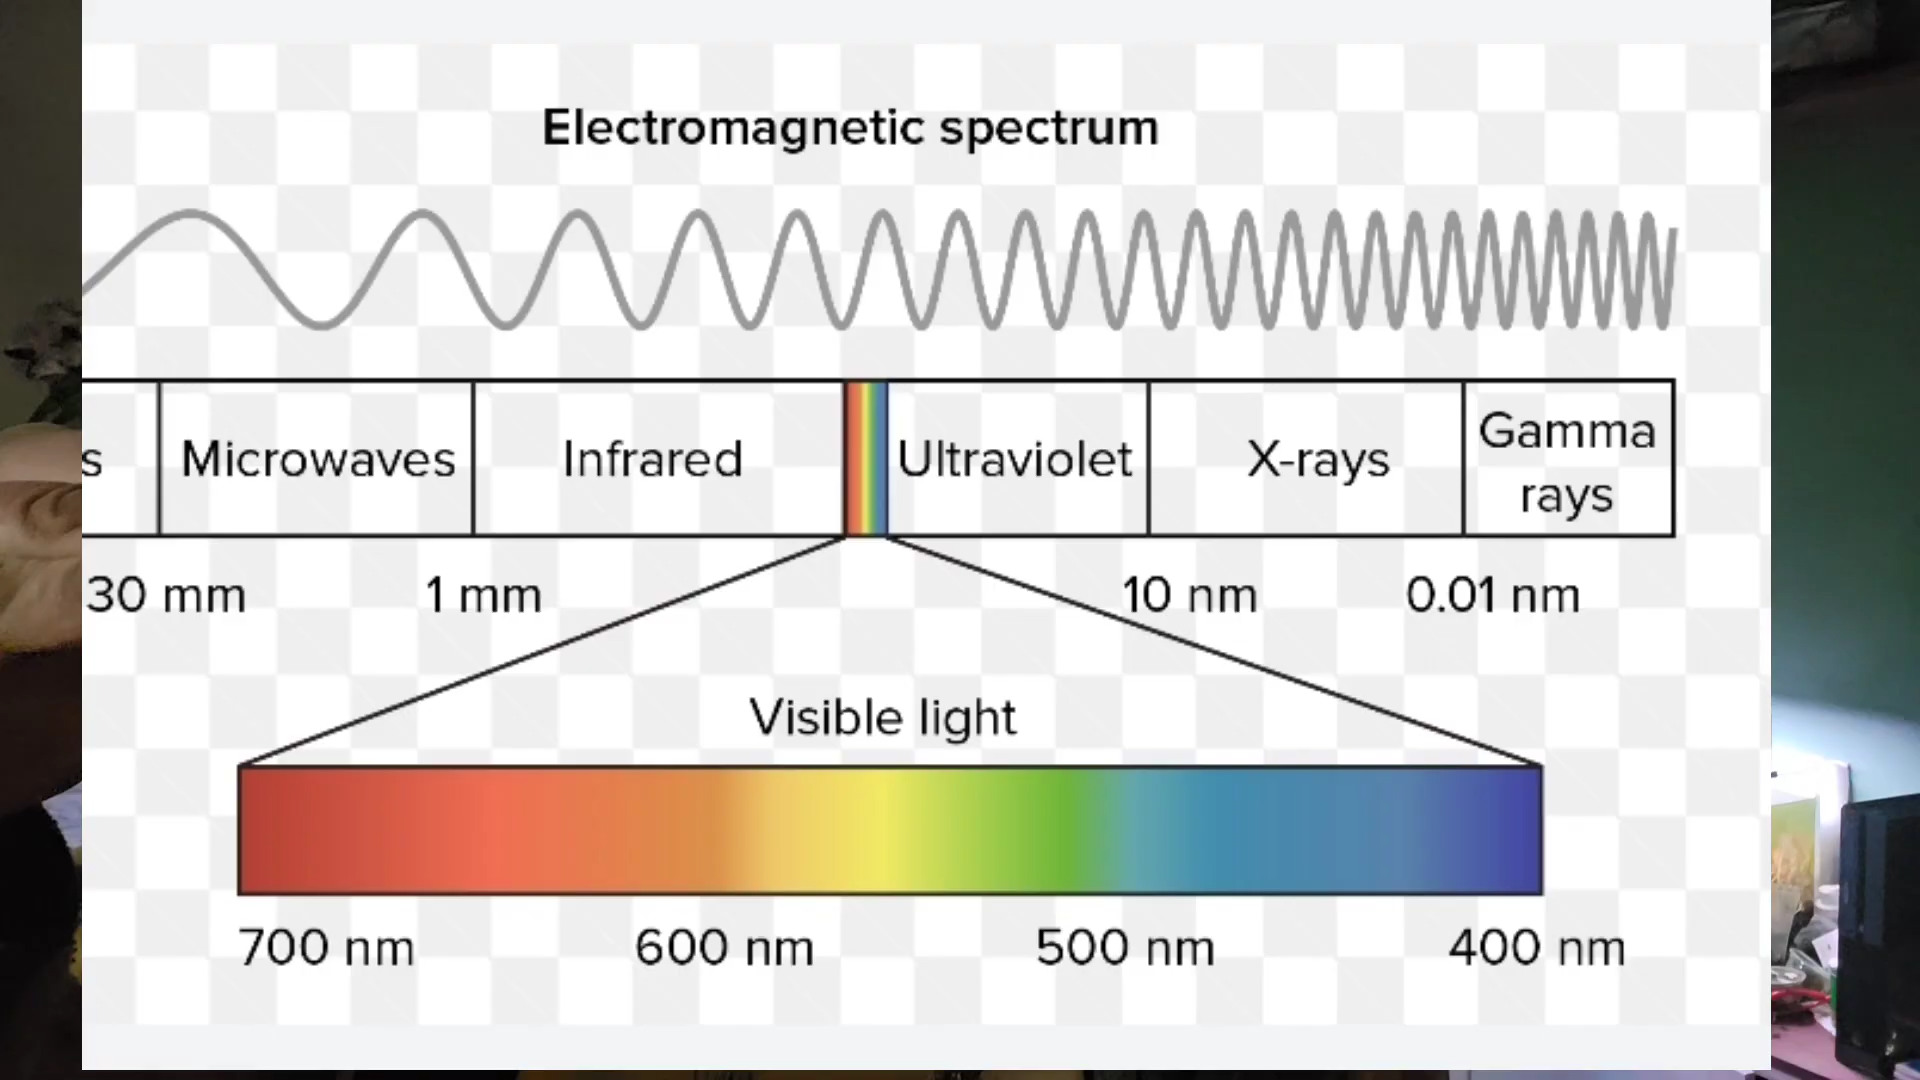 Electromagnetic spectrum
s
Microwaves
Infrared
Ultraviolet
X-rays
Gamma
rays
30 mm
1 mm
10 nm
0.01 nm
Visible light
700 nm
600 nm
500 nm
400 nm